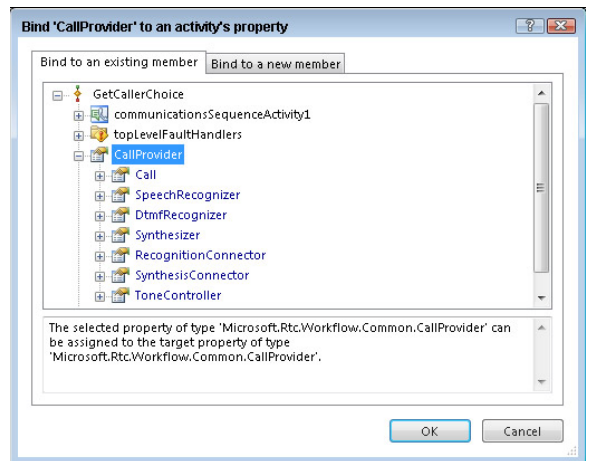 Bind 'CallProvider' to an activity's property
Bind to an existing member Bind to a new member
GetCallerChoice
communicationsSequenceActivity1
topLevelFaultHandlers
CallProvider
Call
SpeechRecognizer
DtmfRecognizer
Synthesizer
RecognitionConnector
SynthesisConnector
ToneController
The selected property of type 'Microsoft.Rtc.Workflow.Common.CallProvider' can
be assigned to the target property of type
'Microsoft.Rtc.Workflow.Common.CallProvider'.
OK Cancel